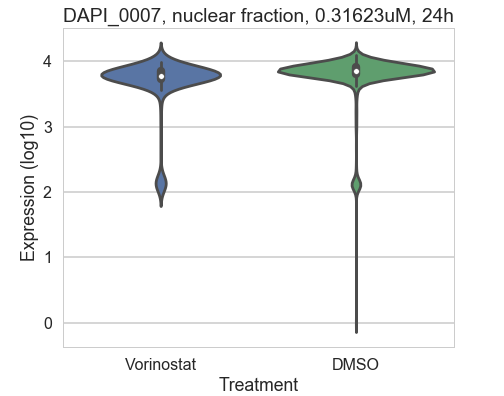 DAPI_0007, nuclear fraction, 0.31623uM, 24h
4
3
2
1
0
Expression (log10)
Vorinostat
DMSO
Treatment